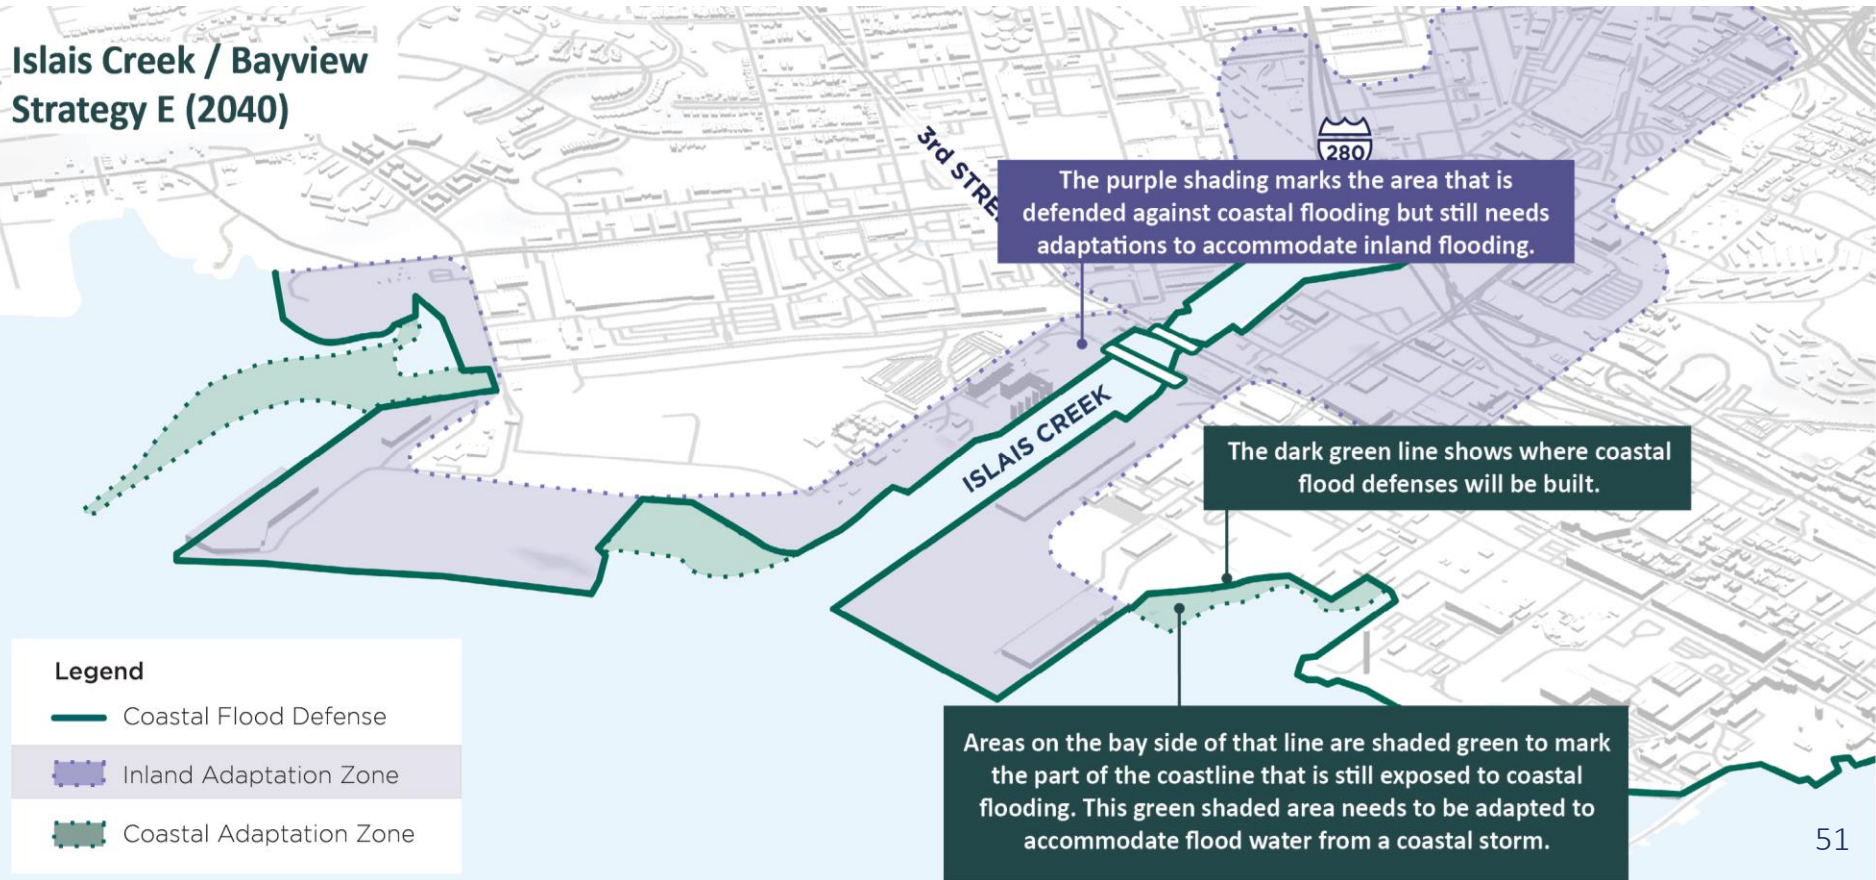 Islais Creek / Bayview
Strategy E (2040)
3rd STRE
280
The purple shading marks the area that is
defended against coastal flooding but still needs
adaptations to accommodate inland flooding.
ISLAIS CREEK
The dark green line shows where coastal
flood defenses will be built.
Legend
Coastal Flood Defense
Inland Adaptation Zone
Coastal Adaptation Zone
Areas on the bay side of that line are shaded green to mark
the part of the coastline that is still exposed to coastal
flooding. This green shaded area needs to be adapted to
accommodate flood water from a coastal storm.
51